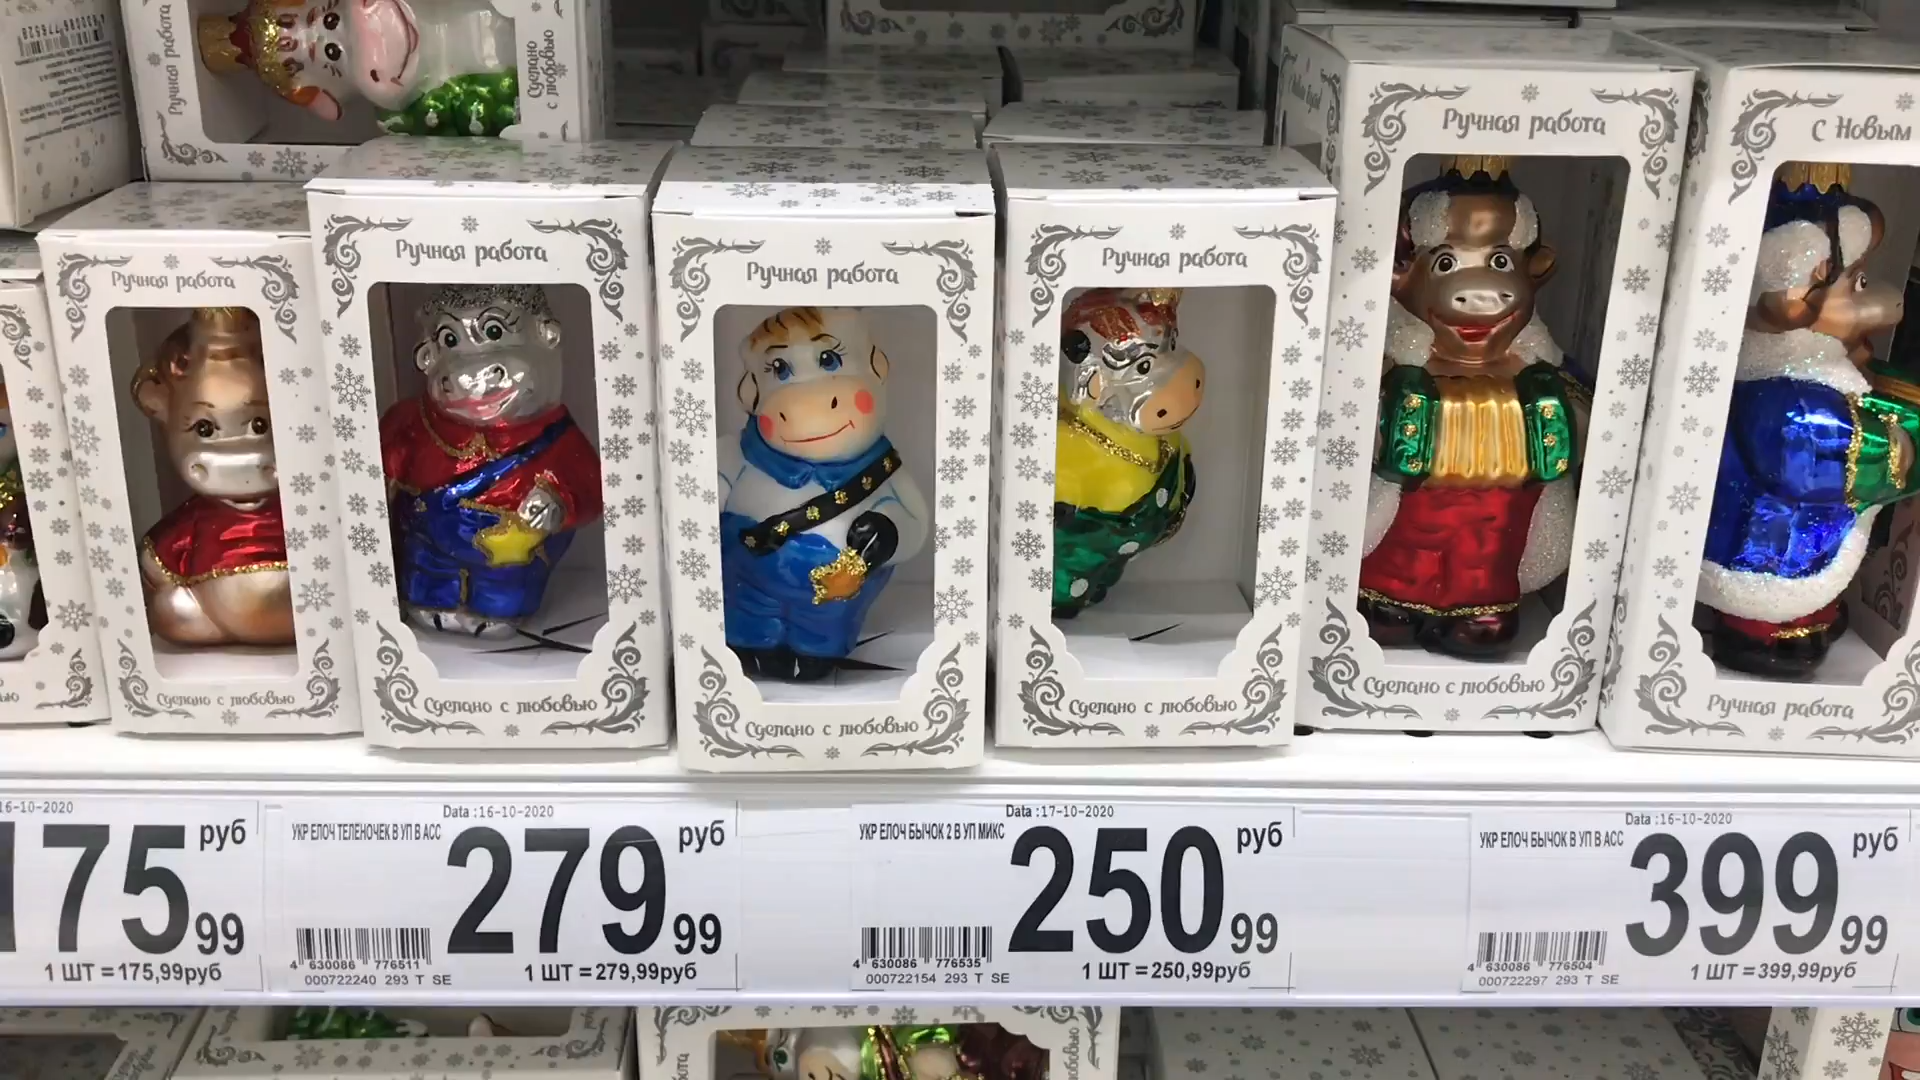 776528
Ручная работа
Сделано
с любовью
Ручная работа
Сделано с любовью
Ручная работа
Сделано с любовью
Ручная работа
Сделано с любовью
Ручная работа
Сделано с любовью
Ручная работа
Сделано с любовью
С Новым
Ручная работа
16-10-2020
175 руб
99
1 ШТ = 175,99руб
Data :16-10-2020
УКР ЕЛОЧ ТЕЛЕНОЧЕК В УП В АСС
279 руб
99
4 630086 776511
1 ШТ = 279,99руб
000722240 293 T SE
Data :17-10-2020
УКР ЕЛОЧ БЫЧОК 2 В УП МИКС
250 руб
99
4 630086 776535
1 ШТ = 250,99руб
000722154 293 T SE
Data :16-10-2020
УКР ЕЛОЧ БЫЧОК В УП В АСС
399 руб
99
4 630086 776504
1 ШТ = 399,99руб
000722297 293 T SE